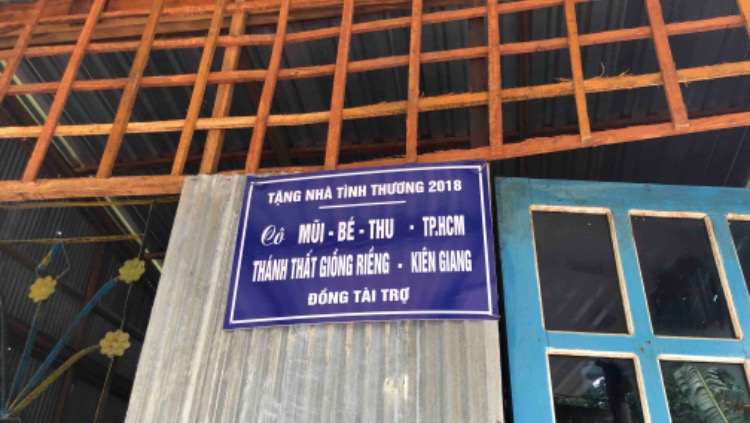 TẶNG NHÀ TÌNH THƯƠNG 2018
Cô MŨI - BÉ - THU - TP.HCM
THÁNH THẤT GIỒNG RIỀNG - KIÊN GIANG
ĐỒNG TÀI TRỢ